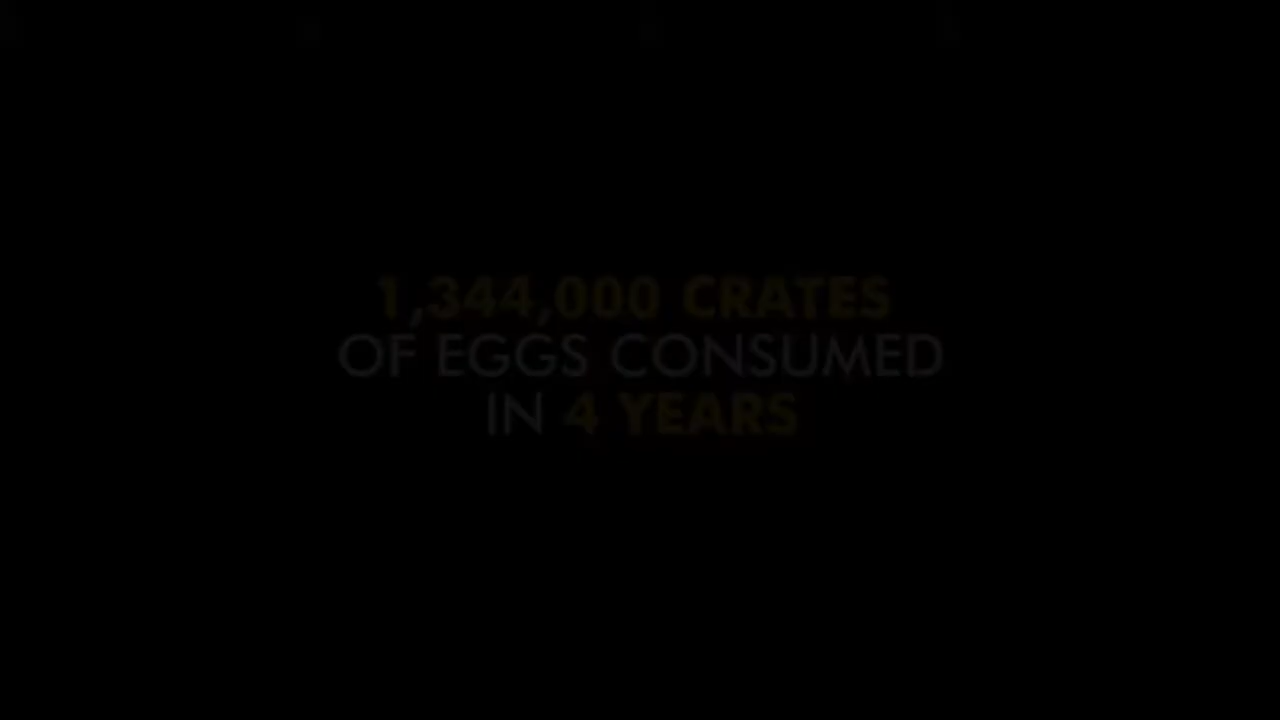 1,344,000 CRATES
OF EGGS CONSUMED
IN 4 YEARS